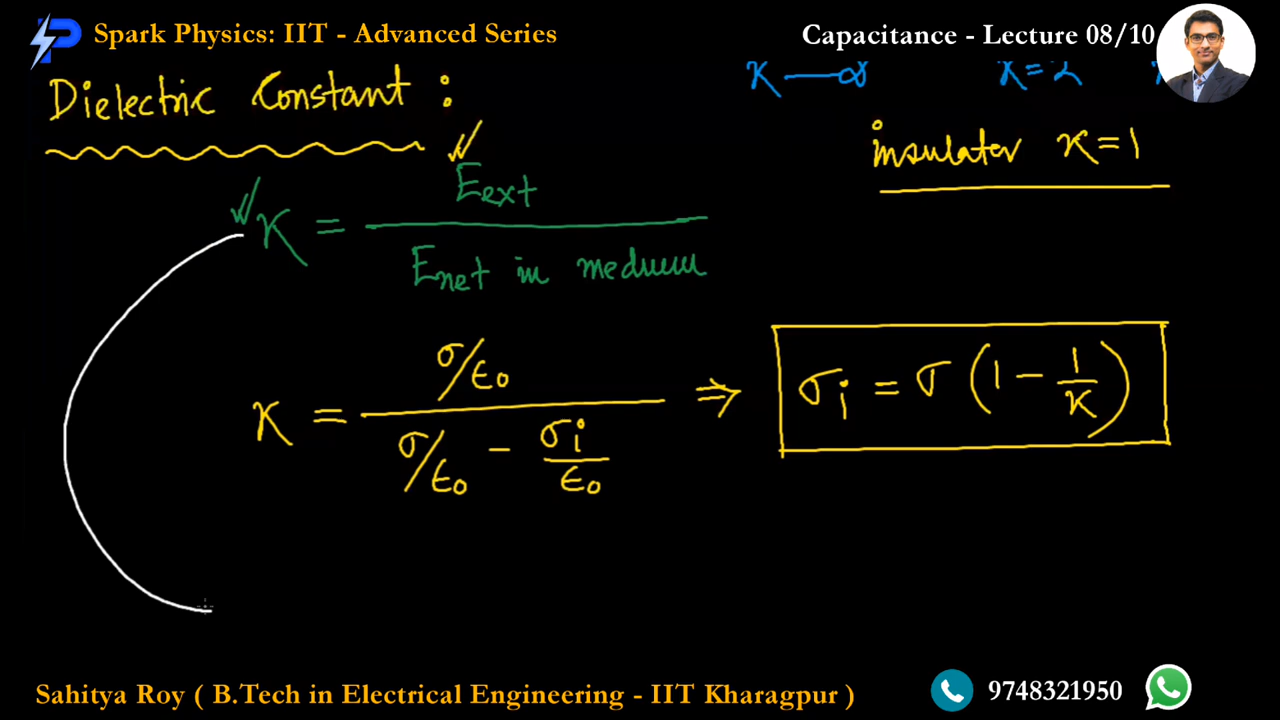 Spark Physics: IIT - Advanced Series
Capacitance - Lecture 08/10
Dielectric Constant :
K — ∞ K=2
insulator K=1
K = Eext / Enet in medium
K = (σ/ε0) / (σ/ε0 - σi/ε0) ⇒ σi = σ (1 - 1/K)
Sahitya Roy ( B.Tech in Electrical Engineering - IIT Kharagpur )
9748321950